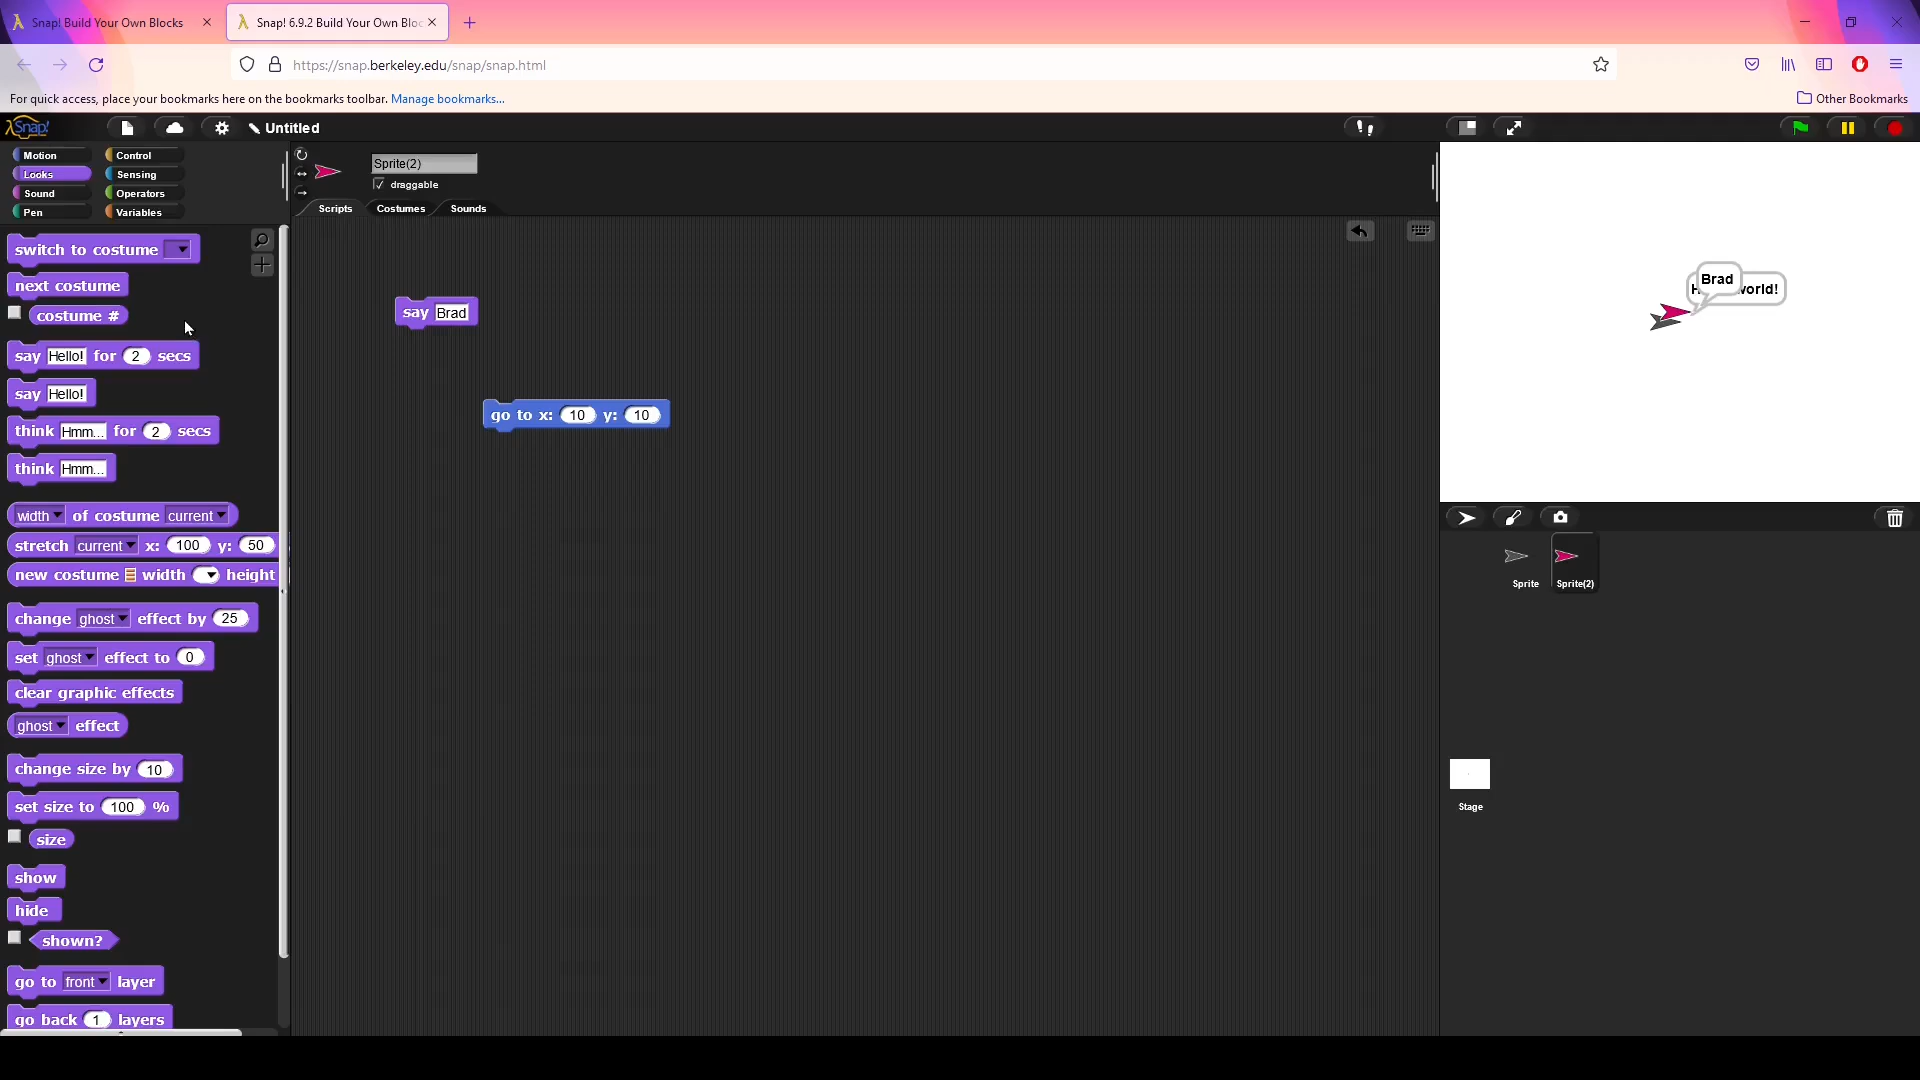 Snap! Build Your Own Blocks
Snap! 6.9.2 Build Your Own Bloc
https://snap.berkeley.edu/snap/snap.html
For quick access, place your bookmarks here on the bookmarks toolbar. Manage bookmarks...
Other Bookmarks
Snap!
Untitled
Motion
Control
Looks
Sensing
Sound
Operators
Pen
Variables
Sprite(2)
draggable
Scripts
Costumes
Sounds
switch to costume
next costume
costume #
say Hello! for 2 secs
say Hello!
think Hmm... for 2 secs
think Hmm...
width of costume current
stretch current x: 100 y: 50
new costume width height
change ghost effect by 25
set ghost effect to 0
clear graphic effects
ghost effect
change size by 10
set size to 100 %
size
show
hide
shown?
go to front layer
go back 1 layers
say Brad
go to x: 10 y: 10
Brad
H orld!
Sprite
Sprite(2)
Stage